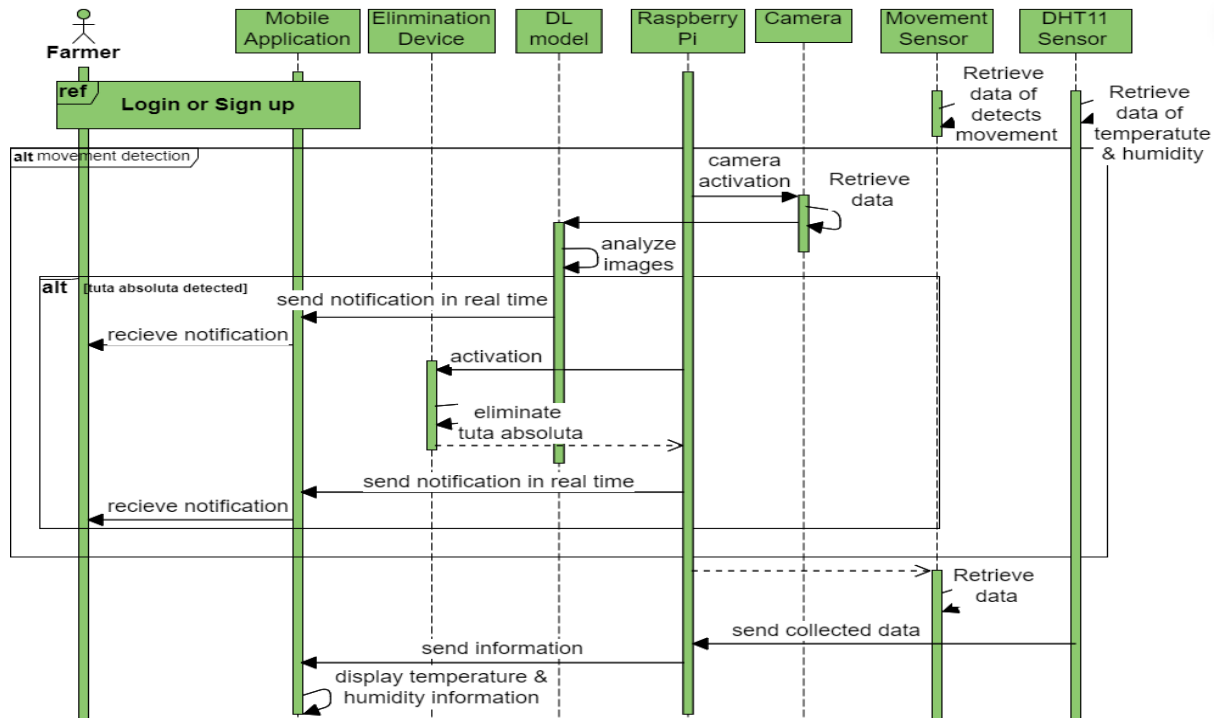 Farmer
Mobile
Application
Elinmination
Device
DL
model
Raspberry
Pi
Camera
Movement
Sensor
DHT11
Sensor
ref
Login or Sign up
Retrieve
data of
detects
movement
Retrieve
data of
temperatute
& humidity
alt movement detection
camera
activation
Retrieve
data
analyze
images
alt [tuta absoluta detected]
send notification in real time
recieve notification
activation
eliminate
tuta absoluta
send notification in real time
recieve notification
Retrieve
data
send collected data
send information
display temperature &
humidity information